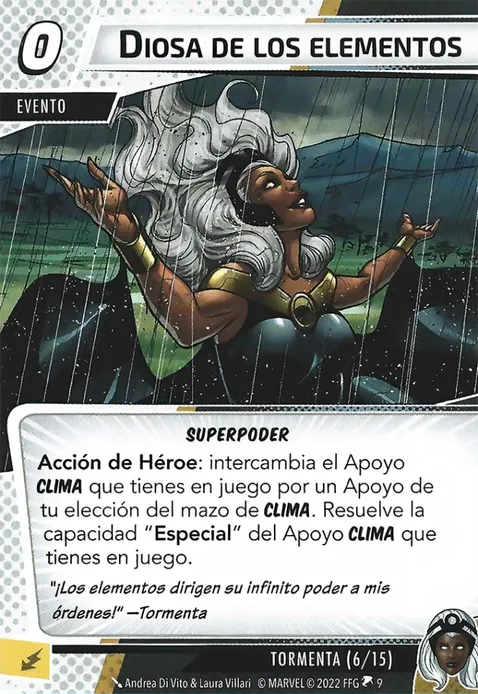 0
DIOSA DE LOS ELEMENTOS
EVENTO
SUPERPODER
Acción de Héroe: intercambia el Apoyo
CLIMA que tienes en juego por un Apoyo de
tu elección del mazo de CLIMA. Resuelve la
capacidad “Especial” del Apoyo CLIMA que
tienes en juego.
"¡Los elementos dirigen su infinito poder a mis
órdenes!" —Tormenta
TORMENTA (6/15)
Andrea Di Vito & Laura Villari © MARVEL © 2022 FFG 9